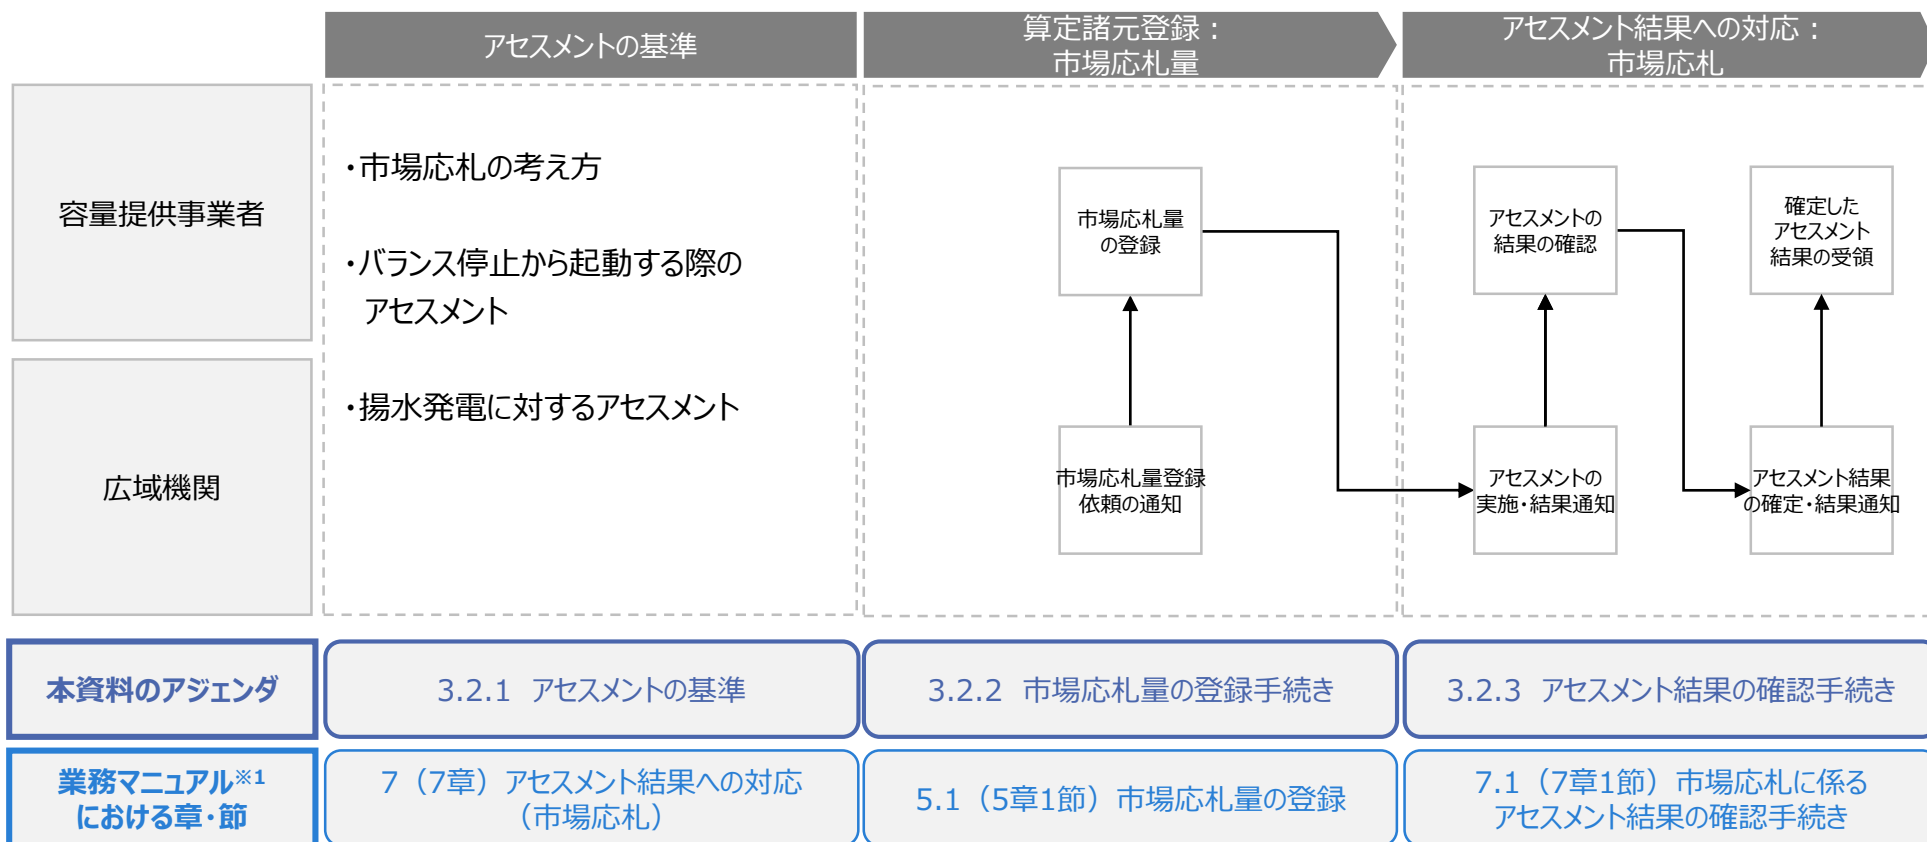 アセスメントの基準
算定諸元登録：
市場応札量
アセスメント結果への対応：
市場応札
容量提供事業者
・市場応札の考え方
・バランス停止から起動する際の
アセスメント
・揚水発電に対するアセスメント
市場応札量
の登録
アセスメントの
結果の確認
確定した
アセスメント
結果の受領
広域機関
市場応札量登録
依頼の通知
アセスメントの
実施・結果通知
アセスメント結果
の確定・結果通知
本資料のアジェンダ
3.2.1 アセスメントの基準
3.2.2 市場応札量の登録手続き
3.2.3 アセスメント結果の確認手続き
業務マニュアル※1
における章・節
7（7章）アセスメント結果への対応
（市場応札）
5.1（5章1節）市場応札量の登録
7.1（7章1節）市場応札に係る
アセスメント結果の確認手続き